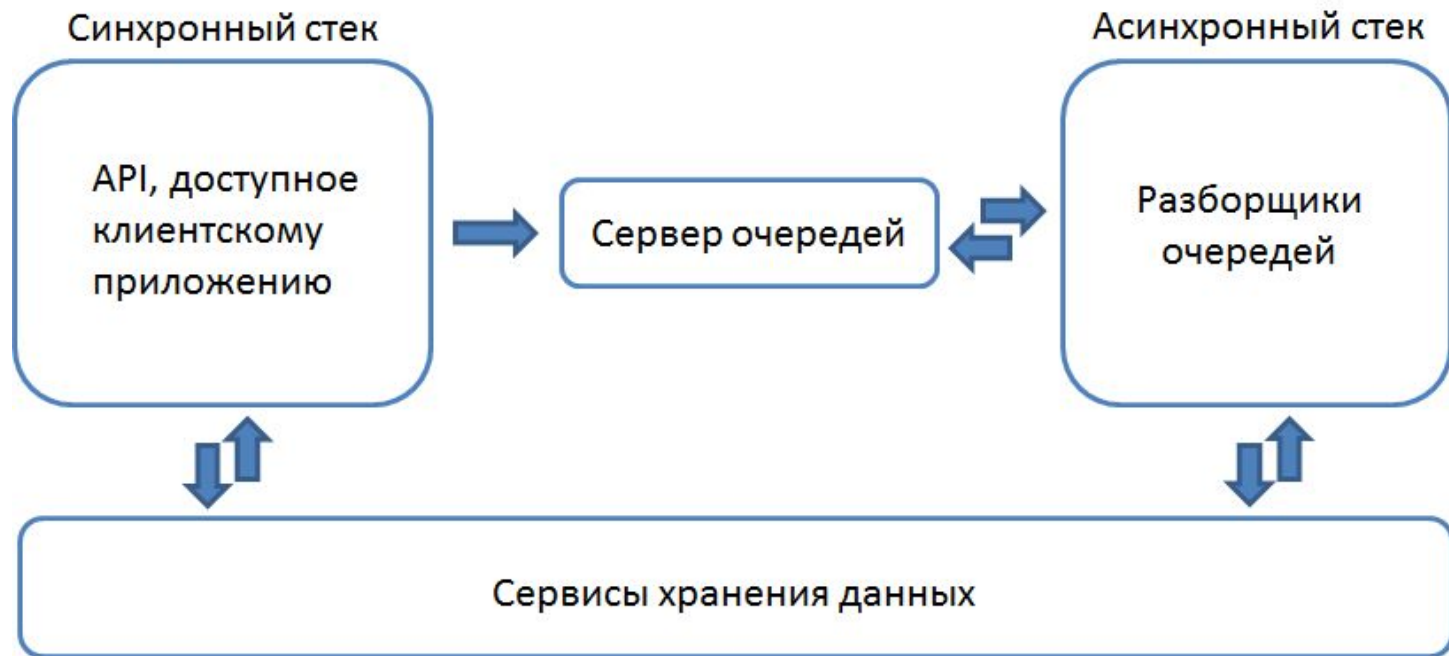 Синхронный стек
Асинхронный стек
API, доступное
клиентскому
приложению
Сервер очередей
Разборщики
очередей
Сервисы хранения данных